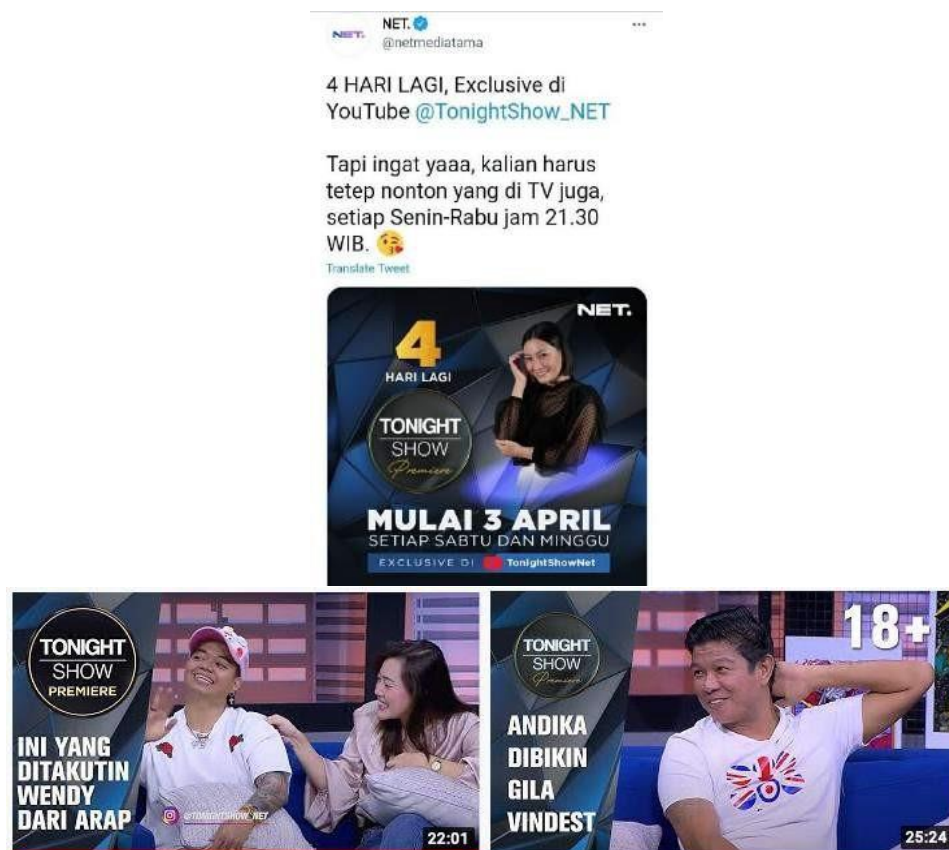 NET.
NET.
@netmediatama
4 HARI LAGI, Exclusive di
YouTube @TonightShow_NET
Tapi ingat yaaa, kalian harus
tetep nonton yang di TV juga,
setiap Senin-Rabu jam 21.30
WIB.
Translate Tweet
NET.
4
HARI LAGI
TONIGHT
SHOW
Premiere
MULAI 3 APRIL
SETIAP SABTU DAN MINGGU
EXCLUSIVE DI TonightShowNet
TONIGHT
SHOW
PREMIERE
INI YANG
DITAKUTIN
WENDY
DARI ARAP
@TONIGHTSHOW_NET
22:01
TONIGHT
SHOW
Premiere
18+
ANDIKA
DIBIKIN
GILA
VINDEST
25:24